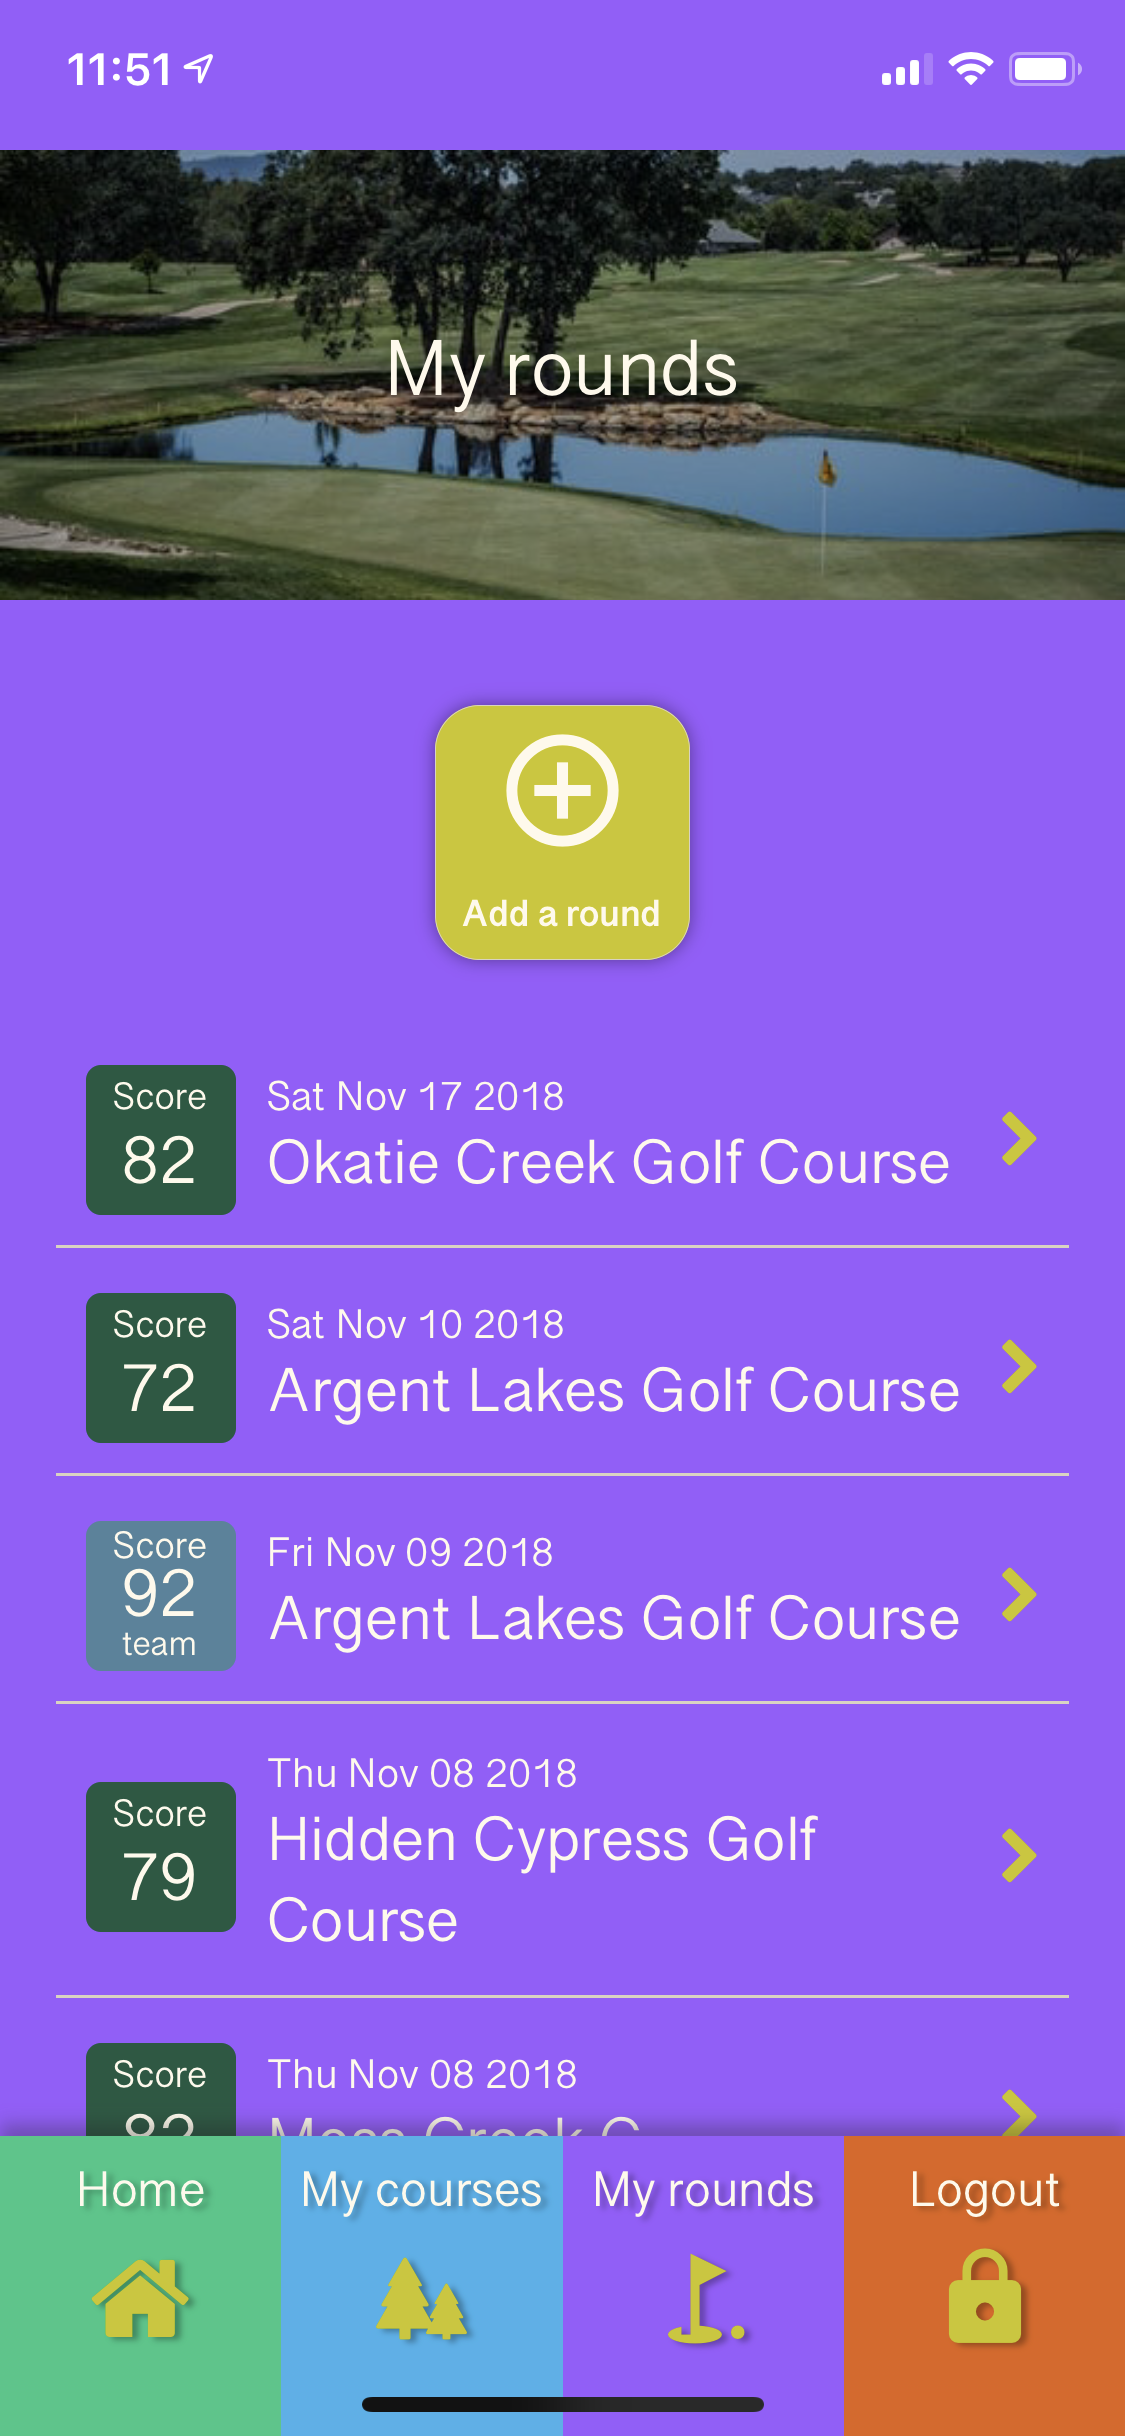 11:51
My rounds
Add a round
Score
82
Sat Nov 17 2018
Okatie Creek Golf Course
Score
72
Sat Nov 10 2018
Argent Lakes Golf Course
Score
92
team
Fri Nov 09 2018
Argent Lakes Golf Course
Score
79
Thu Nov 08 2018
Hidden Cypress Golf
Course
Score
Thu Nov 08 2018
Moss Creek
Home
My courses
My rounds
Logout